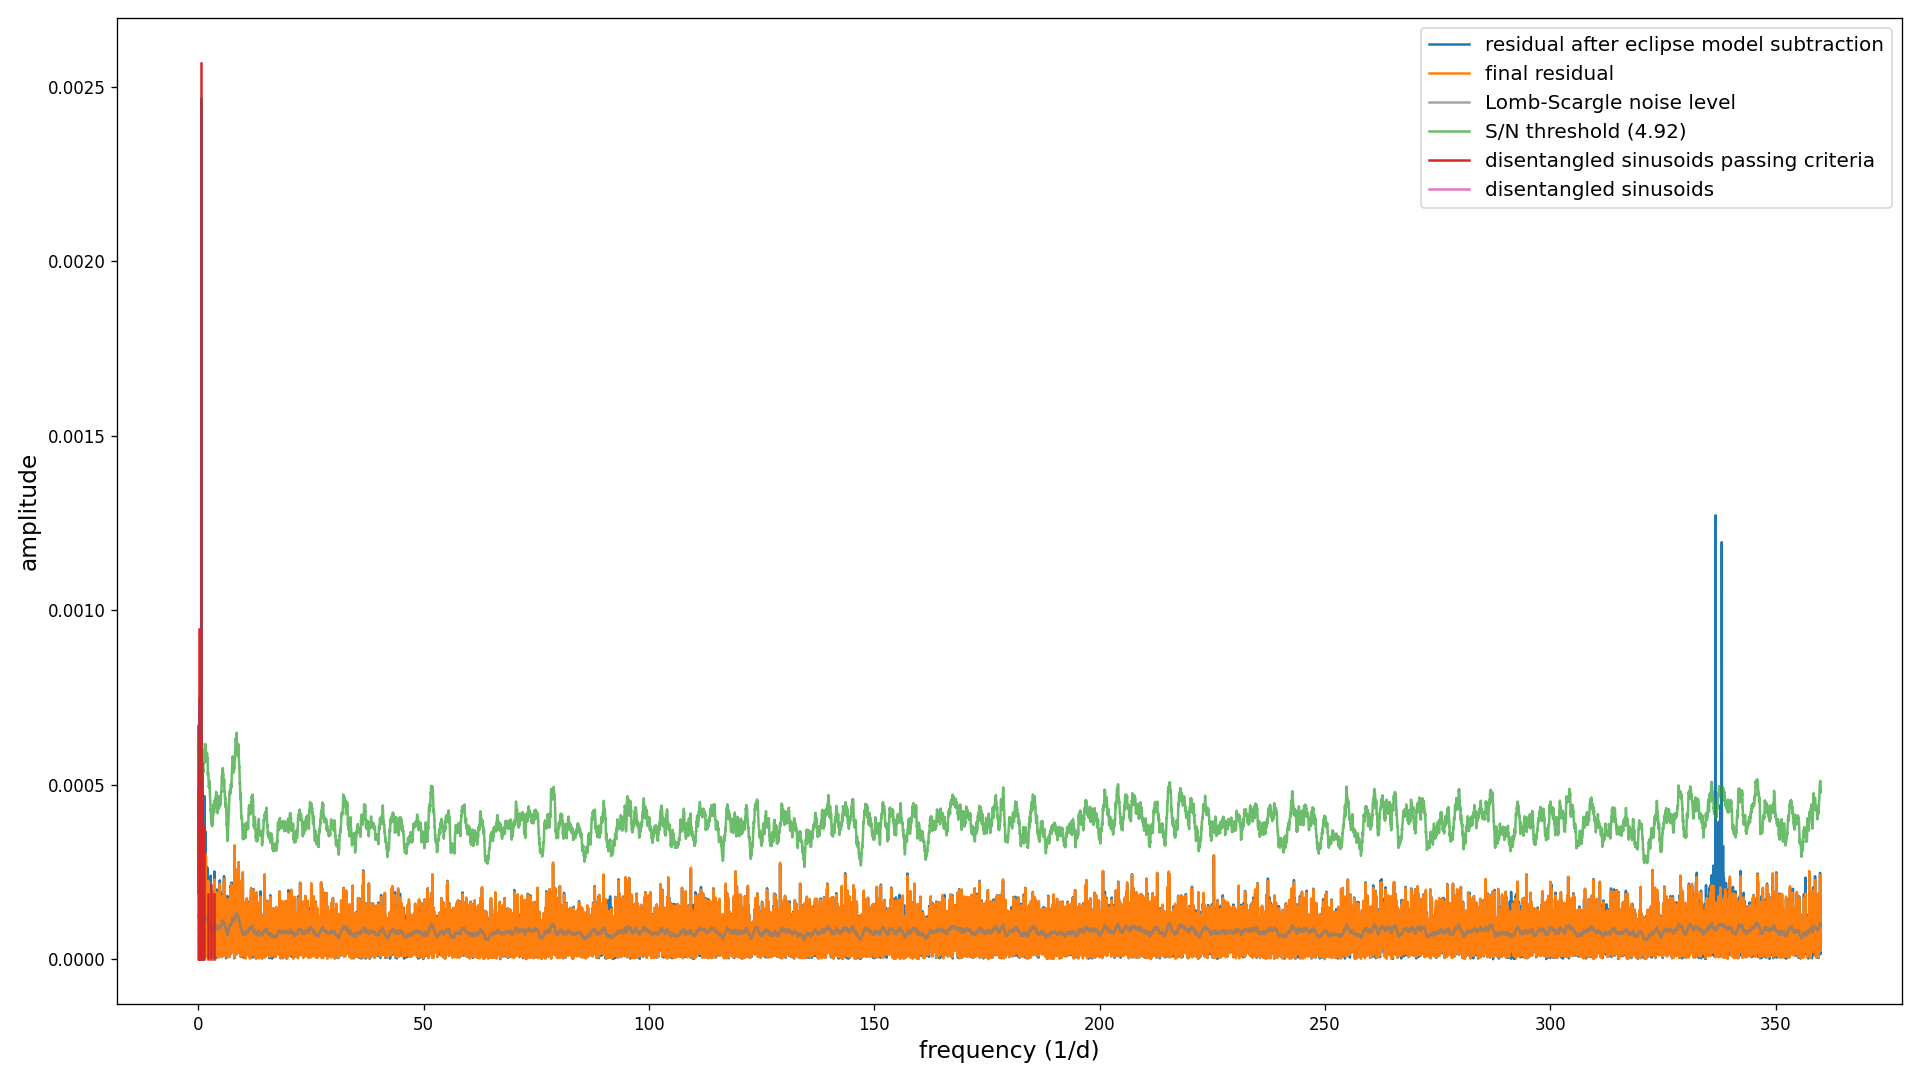 residual after eclipse model subtraction
final residual
Lomb-Scargle noise level
S/N threshold (4.92)
disentangled sinusoids passing criteria
disentangled sinusoids
amplitude
0.0025
0.0020
0.0015
0.0010
0.0005
0.0000
0 50 100 150 200 250 300 350
frequency (1/d)